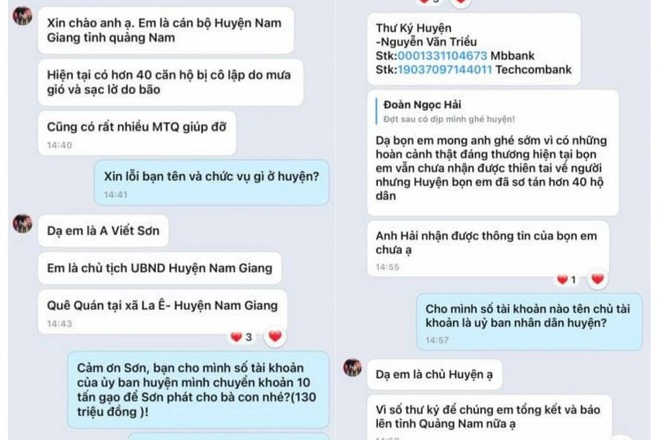 Xin chào anh ạ. Em là cán bộ Huyện Nam
Giang tỉnh quảng Nam
Hiện tại có hơn 40 căn hộ bị cô lập do mưa
gió và sạc lờ do bão
Cũng có rất nhiều MTQ giúp đỡ
14:40
Xin lỗi bạn tên và chức vụ gì ở huyện?
14:41
Dạ em là A Viết Sơn
Em là chủ tịch UBND Huyện Nam Giang
Quê Quán tại xã La Ê- Huyện Nam Giang
14:43
3
Cảm ơn Sơn, bạn cho mình số tài khoản
của ủy ban huyện mình chuyển khoản 10
tấn gạo để Sơn phát cho bà con nhé?(130
triệu đồng )!
Thư Ký Huyện
-Nguyễn Văn Triều
Stk:0001331104673 Mbbank
Stk:19037097144011 Techcombank
Đoàn Ngọc Hải
Đợt sau có dịp mình ghé huyện!
Dạ bọn em mong anh ghé sớm vì có những
hoàn cảnh thật đáng thương hiện tại bọn
em vẫn chưa nhận được thiên tai về người
nhưng Huyện bọn em đã sơ tán hơn 40 hộ
dân
Anh Hải nhận được thông tin của bọn em
chưa ạ
14:55
1
Cho mình số tài khoản nào tên chủ tài
khoản là uỷ ban nhân dân huyện?
14:57
Dạ em là chủ Huyện ạ
Vì số thư ký để chúng em tổng kết và báo
lên tỉnh Quảng Nam nữa ạ